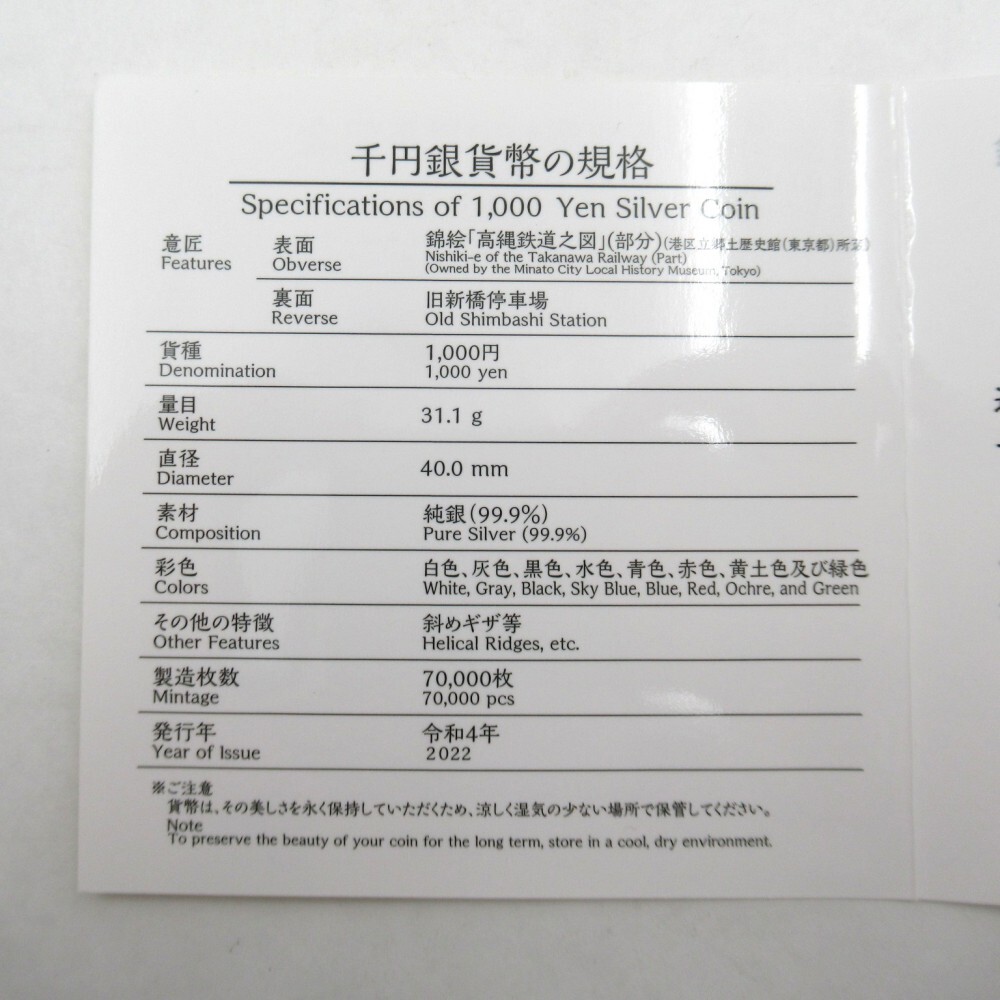 千円銀貨幣の規格
Specifications of 1,000 Yen Silver Coin
意匠
Features
表面
Obverse
錦絵「高縄鉄道之図」(部分)(港区立郷土歴史館(東京都)所蔵)
Nishiki-e of the Takanawa Railway (Part)
(Owned by the Minato City Local History Museum, Tokyo)
裏面
Reverse
旧新橋停車場
Old Shimbashi Station
貨種
Denomination
1,000円
1,000 yen
量目
Weight
31.1 g
直径
Diameter
40.0 mm
素材
Composition
純銀(99.9%)
Pure Silver (99.9%)
彩色
Colors
白色、灰色、黒色、水色、青色、赤色、黄土色及び緑色
White, Gray, Black, Sky Blue, Blue, Red, Ochre, and Green
その他の特徴
Other Features
斜めギザ等
Helical Ridges, etc.
製造枚数
Mintage
70,000枚
70,000 pcs
発行年
Year of Issue
令和4年
2022
※ご注意
貨幣は、その美しさを永く保持していただくため、涼しく湿気の少ない場所で保管してください。
Note
To preserve the beauty of your coin for the long term, store in a cool, dry environment.